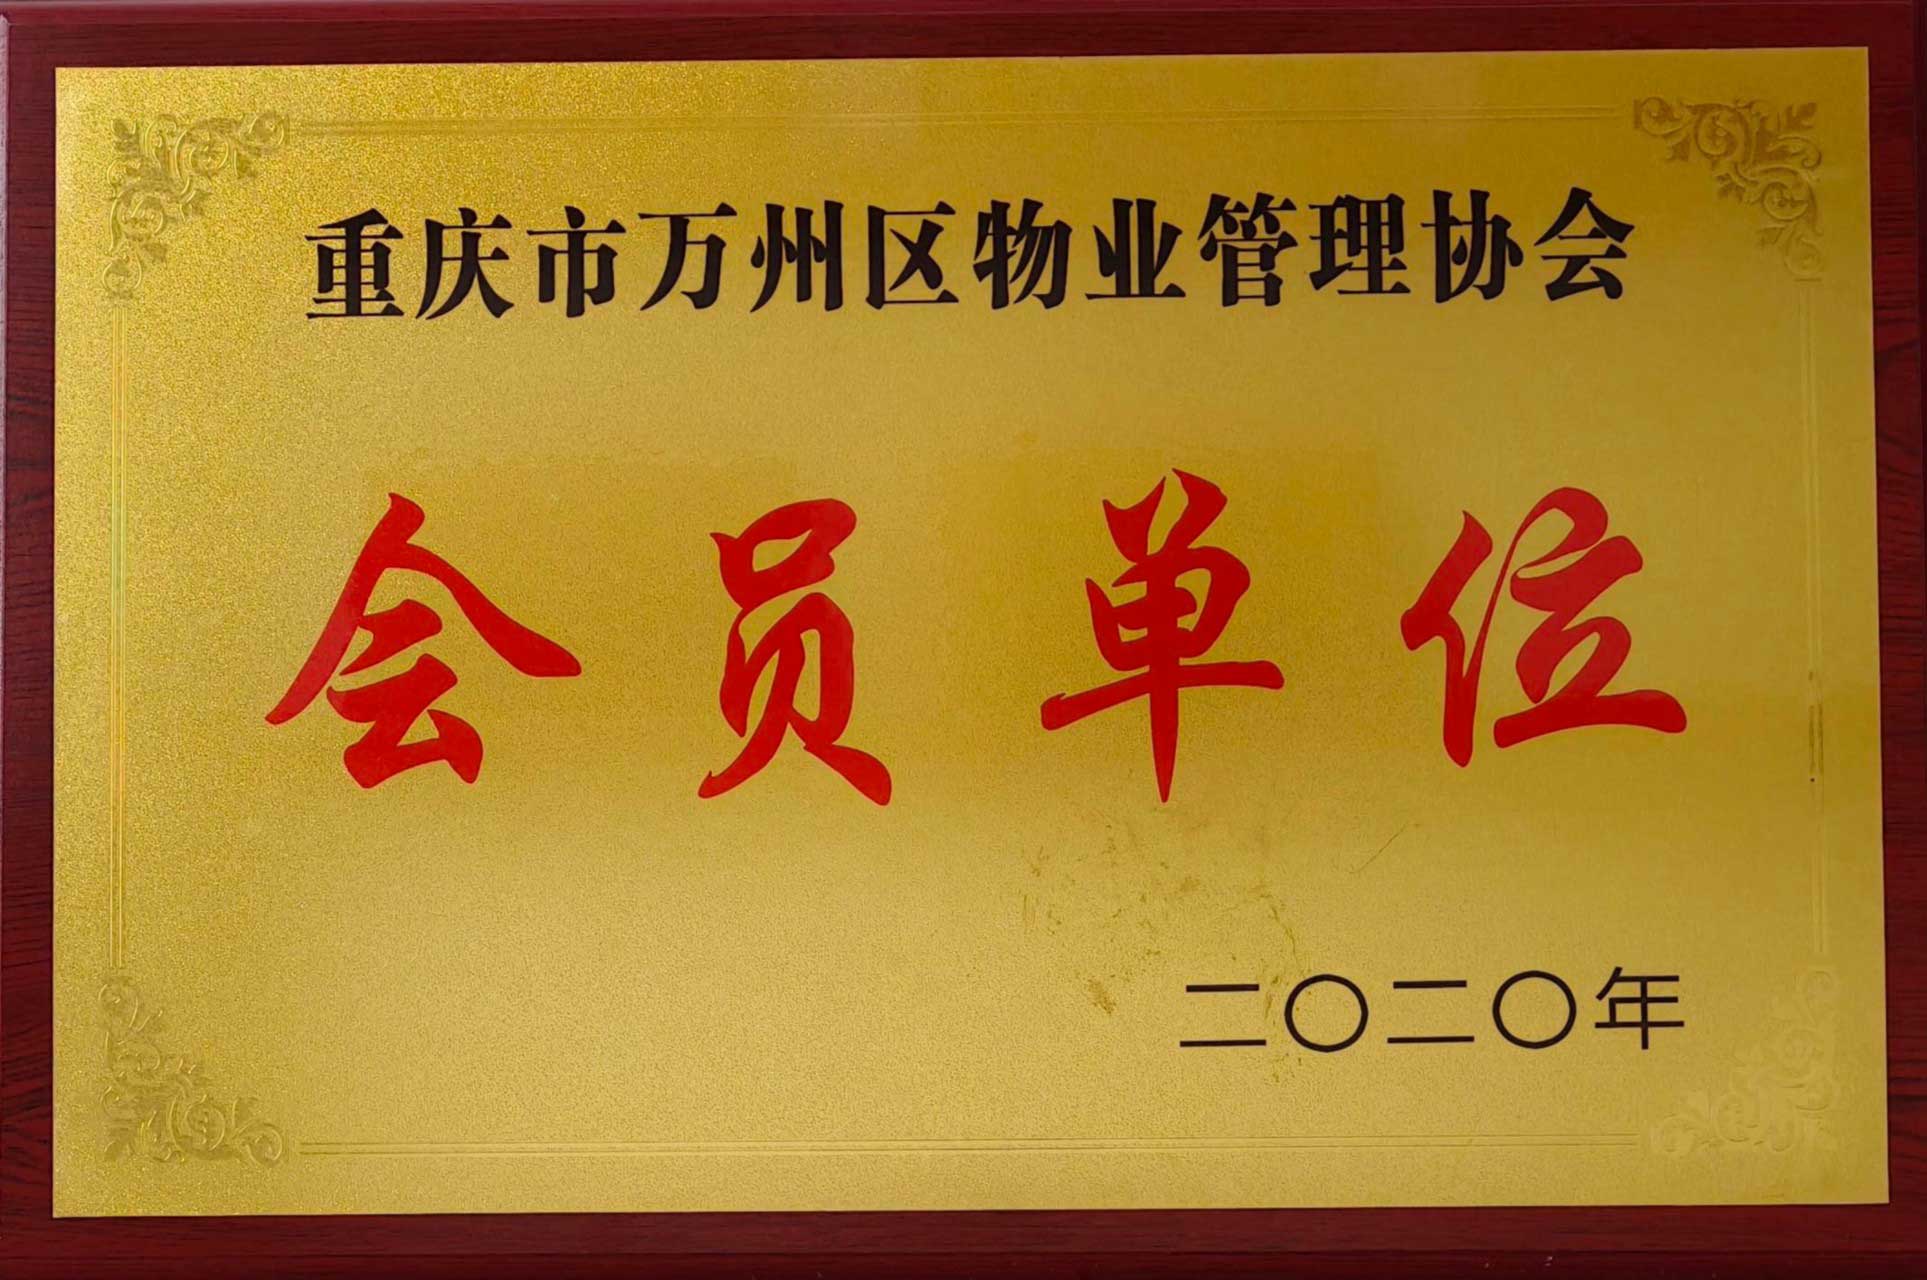 重庆市万州区物业管理协会
会员单位
二〇二〇年